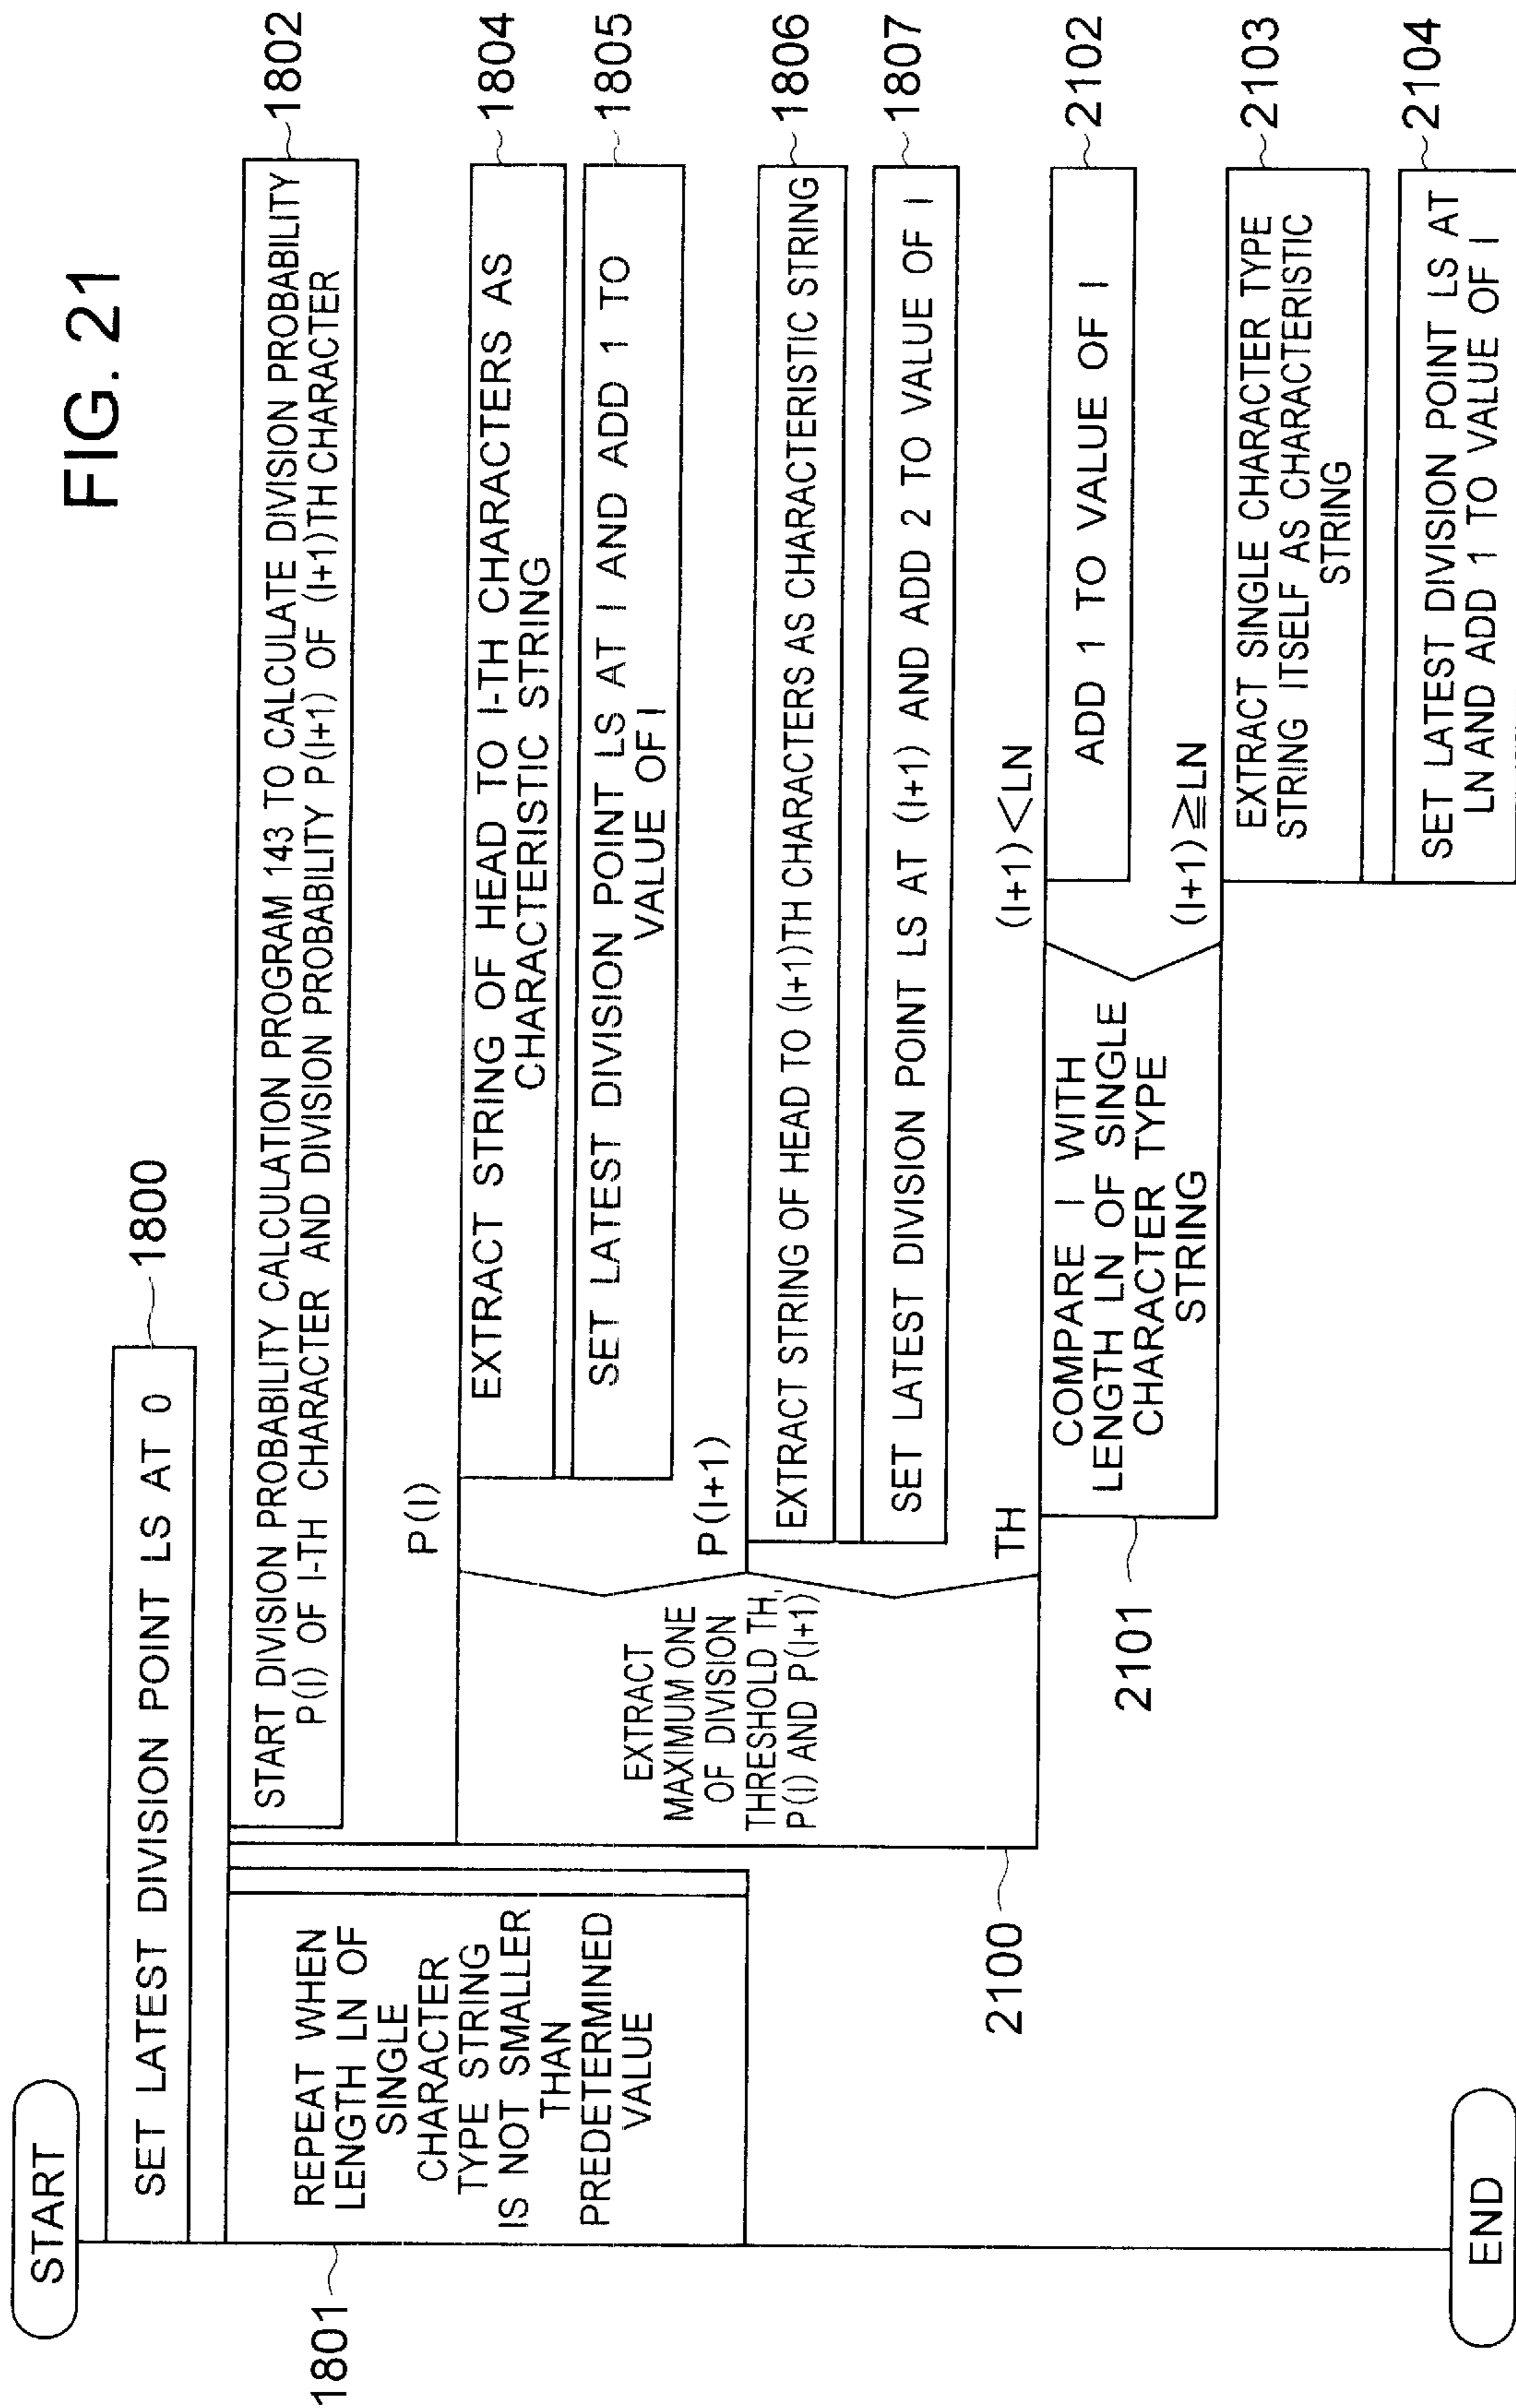 FIG. 21
START
SET LATEST DIVISION POINT LS AT 0
1800
1801
REPEAT WHEN
LENGTH LN OF
SINGLE
CHARACTER
TYPE STRING
IS NOT SMALLER
THAN
PREDETERMINED
VALUE
START DIVISION PROBABILITY CALCULATION PROGRAM 143 TO CALCULATE DIVISION PROBABILITY
P(I) OF I-TH CHARACTER AND DIVISION PROBABILITY P(I+1) OF (I+1)TH CHARACTER
1802
2100
EXTRACT
MAXIMUM ONE
OF DIVISION
THRESHOLD TH,
P(I) AND P(I+1)
P(I)
EXTRACT STRING OF HEAD TO I-TH CHARACTERS AS
CHARACTERISTIC STRING
1804
SET LATEST DIVISION POINT LS AT I AND ADD 1 TO
VALUE OF I
1805
P(I+1)
EXTRACT STRING OF HEAD TO (I+1)TH CHARACTERS AS CHARACTERISTIC STRING
1806
SET LATEST DIVISION POINT LS AT (I+1) AND ADD 2 TO VALUE OF I
1807
TH
2101
COMPARE I WITH
LENGTH LN OF SINGLE
CHARACTER TYPE
STRING
(I+1)<LN
ADD 1 TO VALUE OF I
2102
(I+1)≧LN
EXTRACT SINGLE CHARACTER TYPE
STRING ITSELF AS CHARACTERISTIC
STRING
2103
SET LATEST DIVISION POINT LS AT
LN AND ADD 1 TO VALUE OF I
2104
END